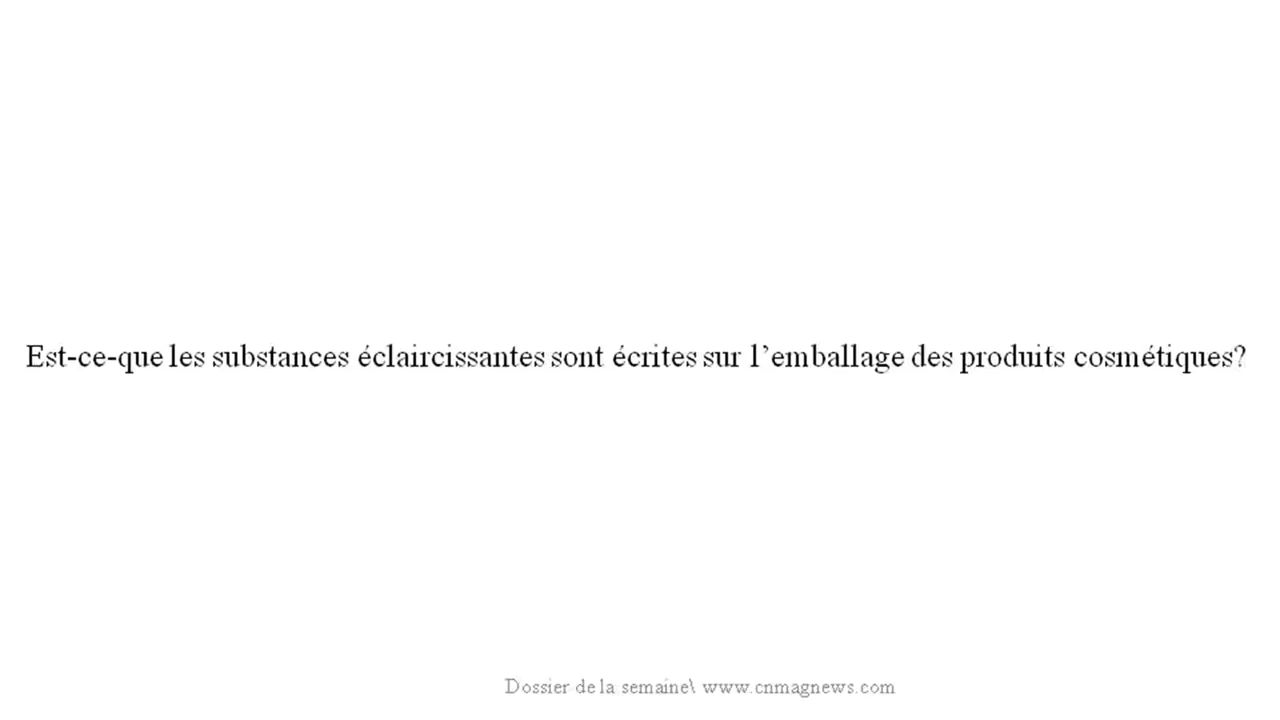 Est-ce-que les substances éclaircissantes sont écrites sur l’emballage des produits cosmétiques?
Dossier de la semaine\ www.cnmagnews.com